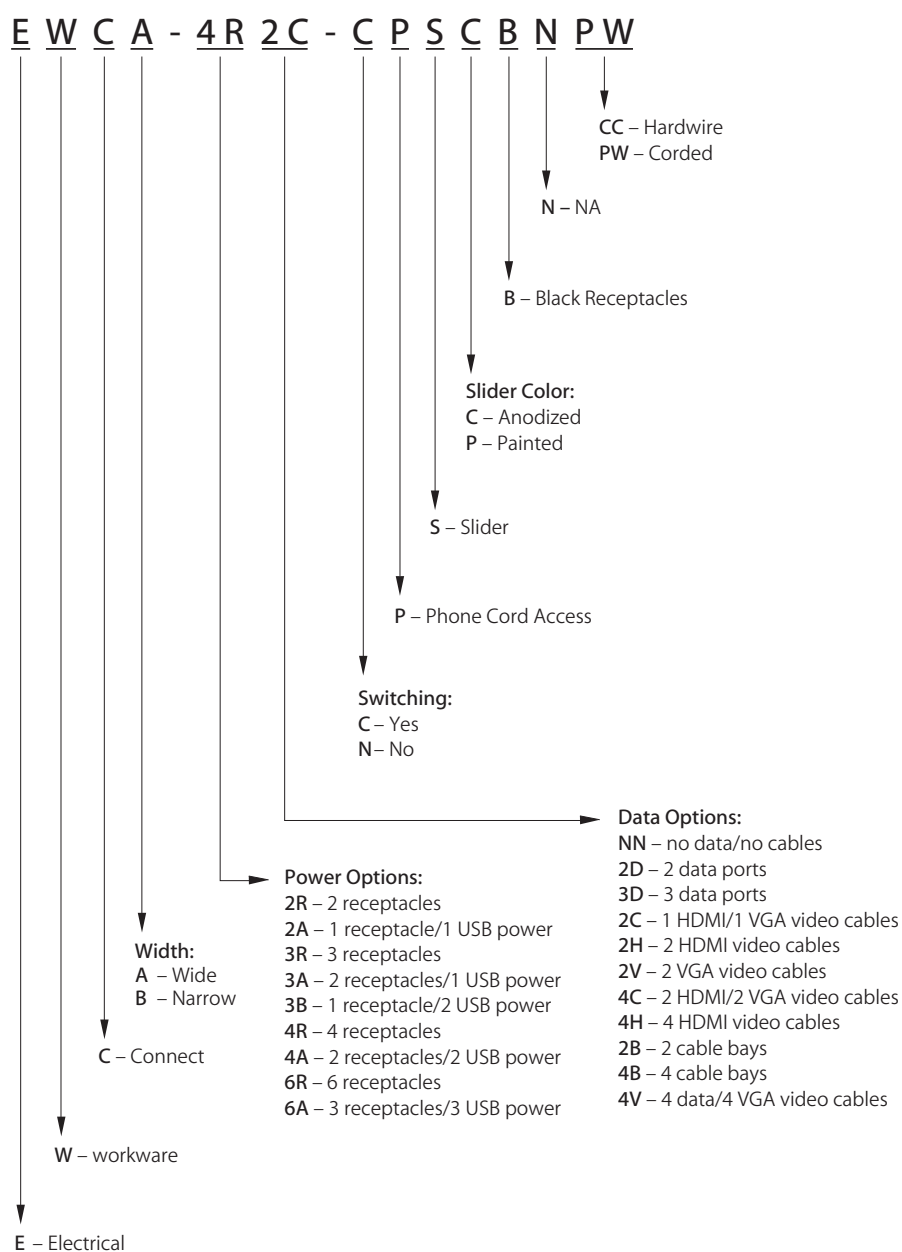 E W C A - 4R 2C - C P S C B N PW
CC – Hardwire
PW – Corded
N – NA
B – Black Receptacles
Slider Color:
C – Anodized
P – Painted
S – Slider
P – Phone Cord Access
Switching:
C – Yes
N – No
Data Options:
NN – no data/no cables
2D – 2 data ports
3D – 3 data ports
2C – 1 HDMI/1 VGA video cables
2H – 2 HDMI video cables
2V – 2 VGA video cables
4C – 2 HDMI/2 VGA video cables
4H – 4 HDMI video cables
2B – 2 cable bays
4B – 4 cable bays
4V – 4 data/4 VGA video cables
Power Options:
2R – 2 receptacles
2A – 1 receptacle/1 USB power
3R – 3 receptacles
3A – 2 receptacles/1 USB power
3B – 1 receptacle/2 USB power
4R – 4 receptacles
4A – 2 receptacles/2 USB power
6R – 6 receptacles
6A – 3 receptacles/3 USB power
Width:
A – Wide
B – Narrow
C – Connect
W – workware
E – Electrical